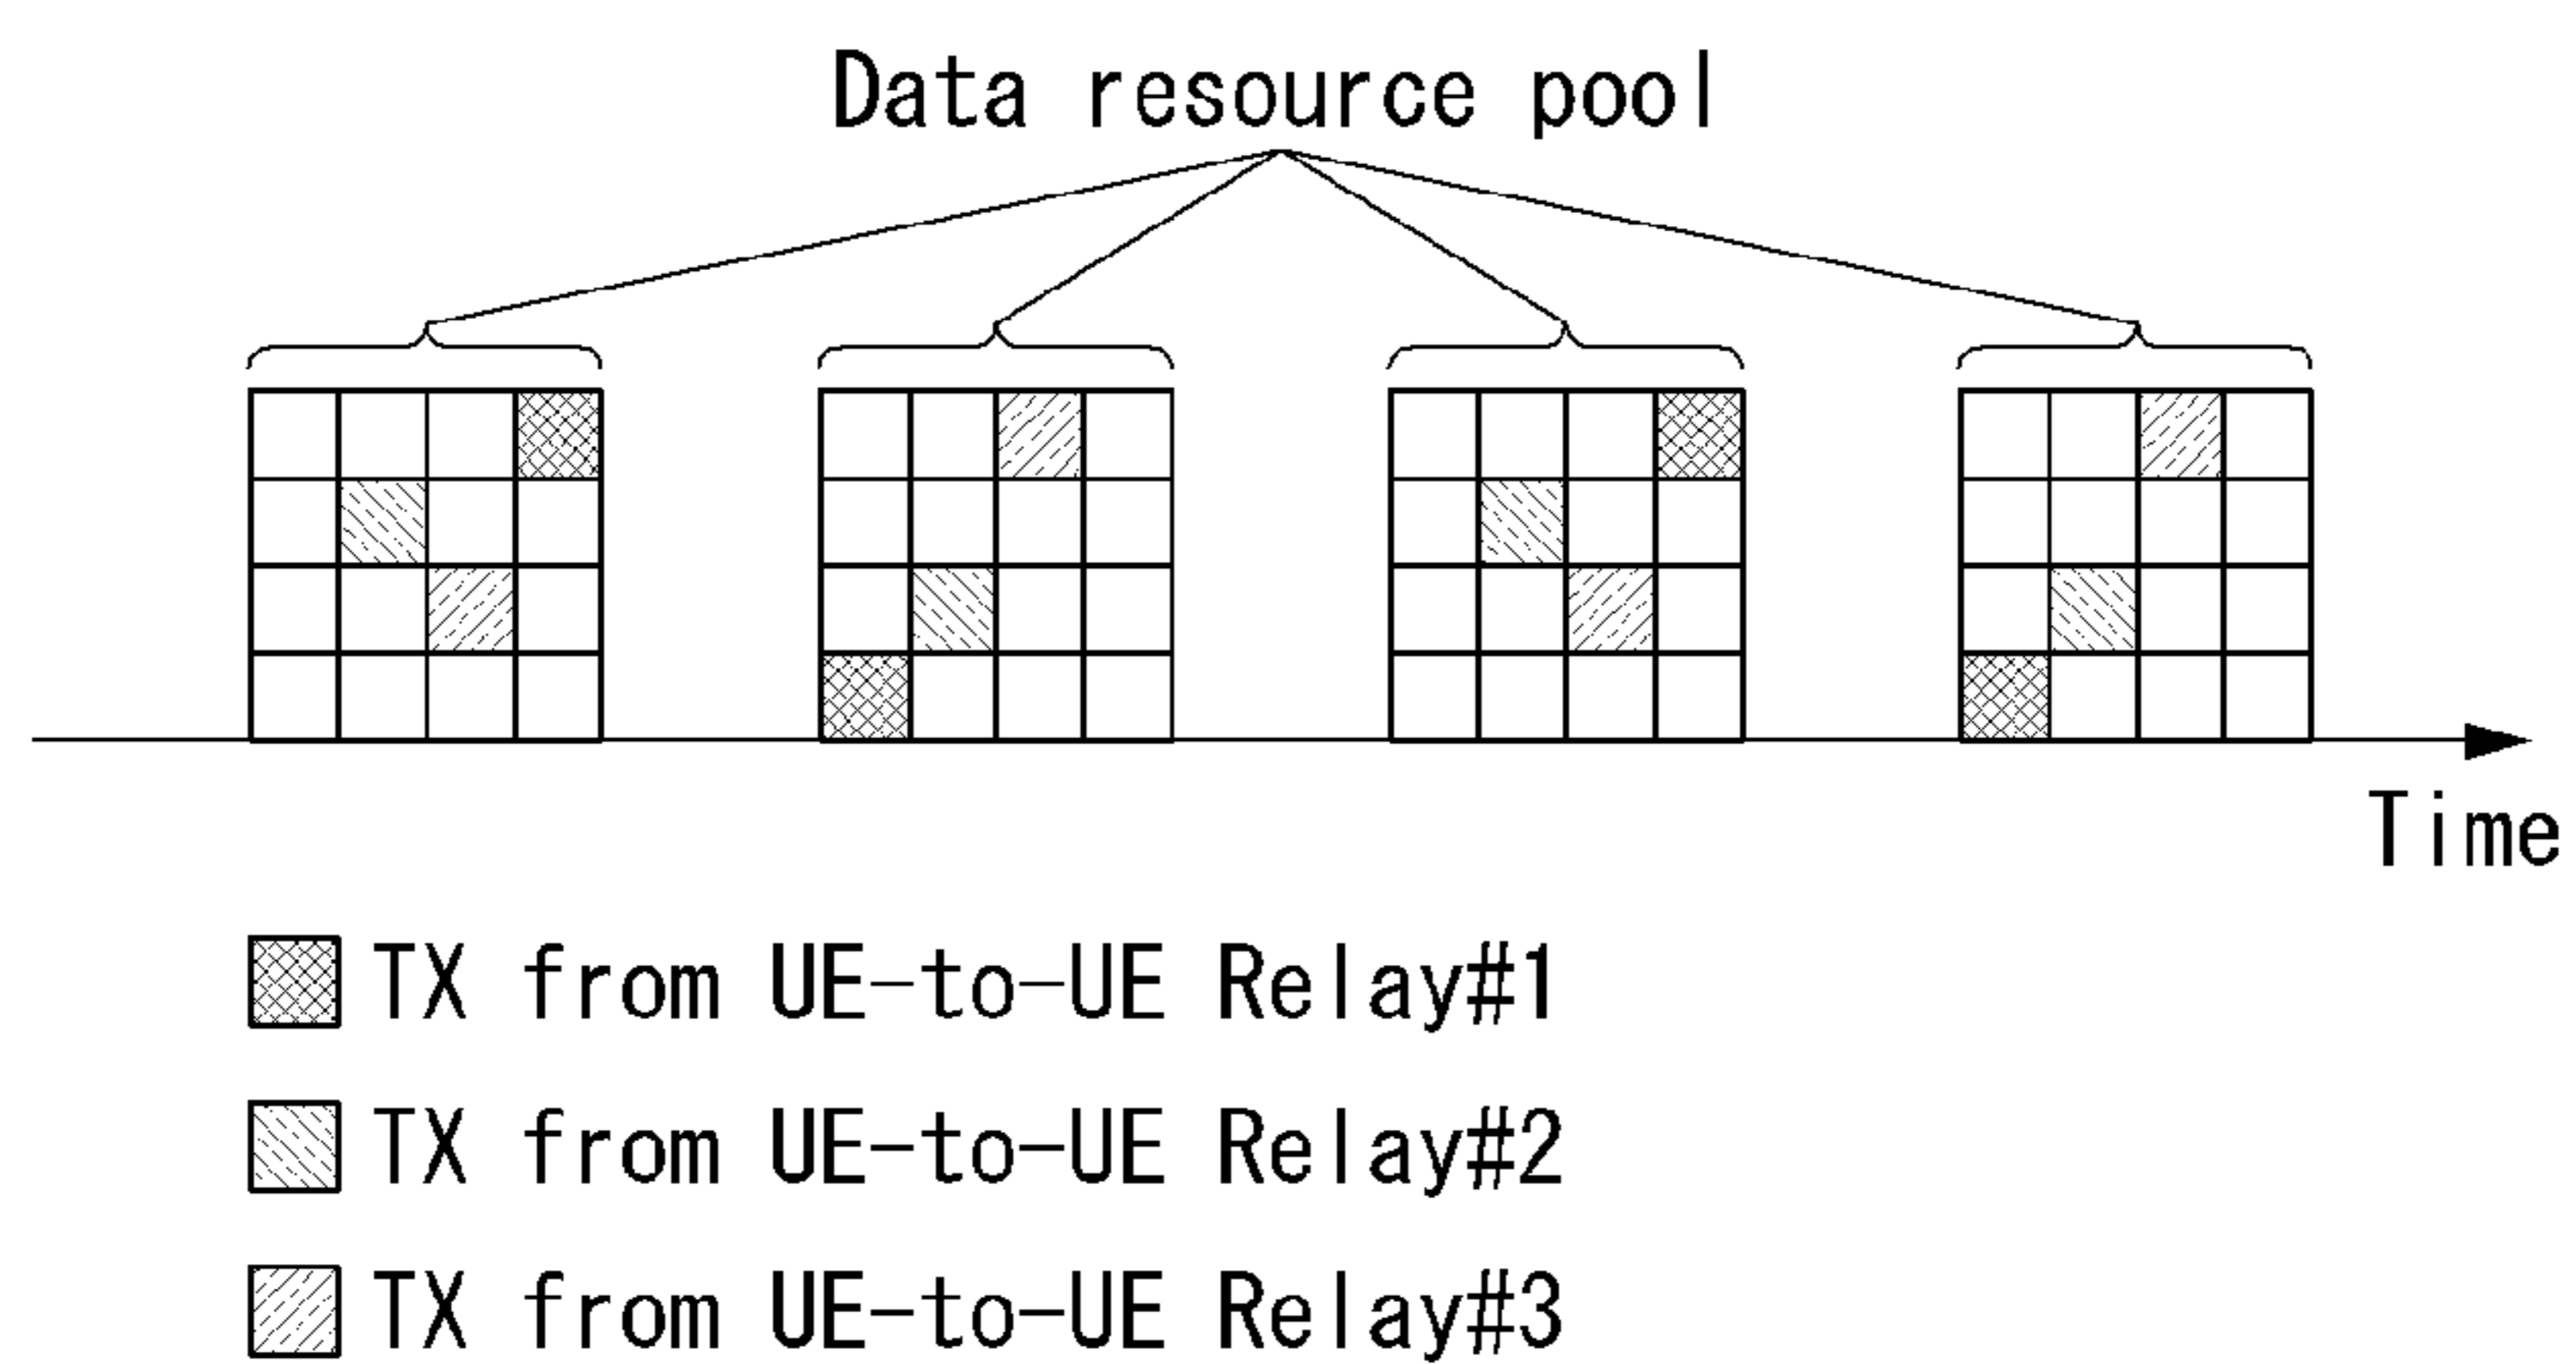 Data resource pool
Time
TX from UE-to-UE Relay#1
TX from UE-to-UE Relay#2
TX from UE-to-UE Relay#3